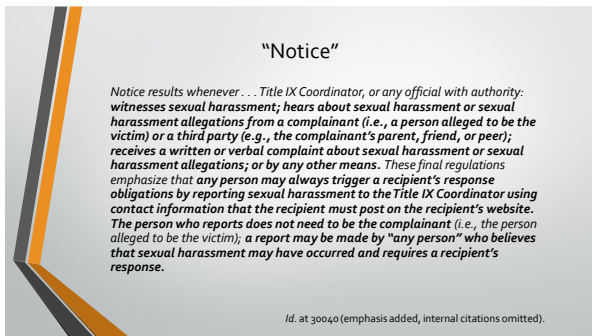 “Notice”
Notice results whenever . . . Title IX Coordinator, or any official with authority:
witnesses sexual harassment; hears about sexual harassment or sexual
harassment allegations from a complainant (i.e., a person alleged to be the
victim) or a third party (e.g., the complainant’s parent, friend, or peer);
receives a written or verbal complaint about sexual harassment or sexual
harassment allegations; or by any other means. These final regulations
emphasize that any person may always trigger a recipient’s response
obligations by reporting sexual harassment to the Title IX Coordinator using
contact information that the recipient must post on the recipient’s website.
The person who reports does not need to be the complainant (i.e., the person
alleged to be the victim); a report may be made by “any person” who believes
that sexual harassment may have occurred and requires a recipient’s
response.
Id. at 30040 (emphasis added, internal citations omitted).